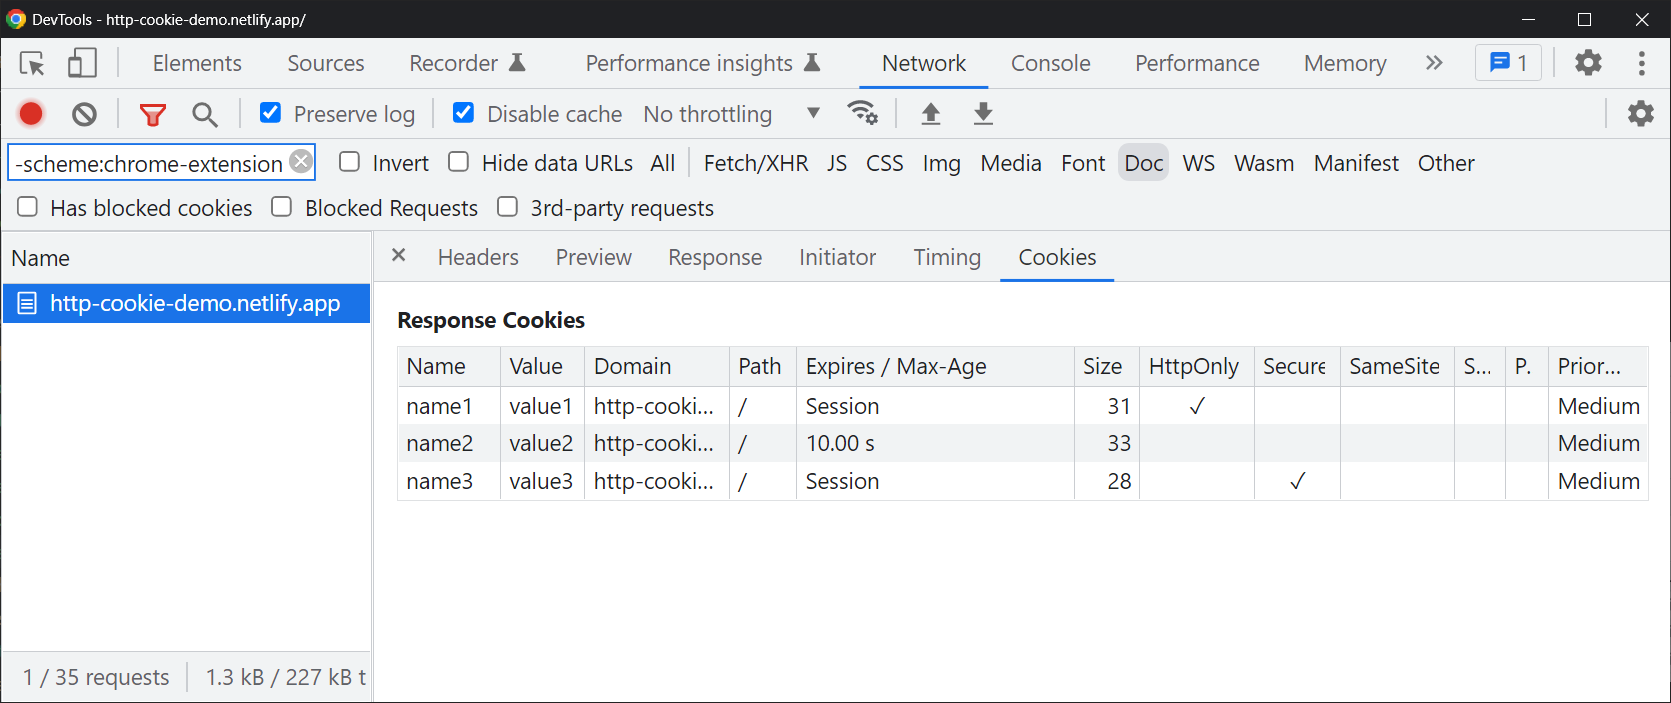 DevTools - http-cookie-demo.netlify.app/
Elements Sources Recorder Performance insights Network Console Performance Memory 1
Preserve log Disable cache No throttling
-scheme:chrome-extension Invert Hide data URLs All Fetch/XHR JS CSS Img Media Font Doc WS Wasm Manifest Other
Has blocked cookies Blocked Requests 3rd-party requests
Name
http-cookie-demo.netlify.app
Headers Preview Response Initiator Timing Cookies
Response Cookies
Name Value Domain Path Expires / Max-Age Size HttpOnly Secure SameSite S... P. Prior...
name1 value1 http-cooki... / Session 31 ✓ Medium
name2 value2 http-cooki... / 10.00 s 33 Medium
name3 value3 http-cooki... / Session 28 ✓ Medium
1 / 35 requests 1.3 kB / 227 kB t